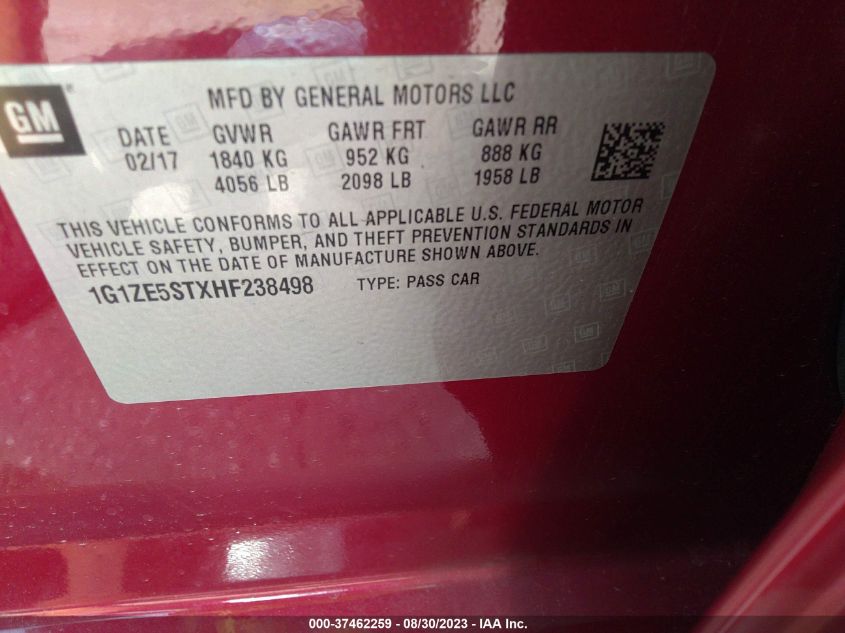 GM ®
MFD BY GENERAL MOTORS LLC
DATE GVWR GAWR FRT GAWR RR
02/17 1840 KG 952 KG 888 KG
4056 LB 2098 LB 1958 LB
THIS VEHICLE CONFORMS TO ALL APPLICABLE U.S. FEDERAL MOTOR
VEHICLE SAFETY, BUMPER, AND THEFT PREVENTION STANDARDS IN
EFFECT ON THE DATE OF MANUFACTURE SHOWN ABOVE.
1G1ZE5STXHF238498 TYPE: PASS CAR
000-37462259 - 08/30/2023 - IAA Inc.